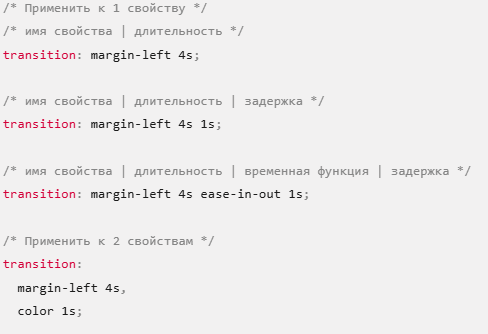 /* Применить к 1 свойству */
/* имя свойства | длительность */
transition: margin-left 4s;
/* имя свойства | длительность | задержка */
transition: margin-left 4s 1s;
/* имя свойства | длительность | временная функция | задержка */
transition: margin-left 4s ease-in-out 1s;
/* Применить к 2 свойствам */
transition:
margin-left 4s,
color 1s;